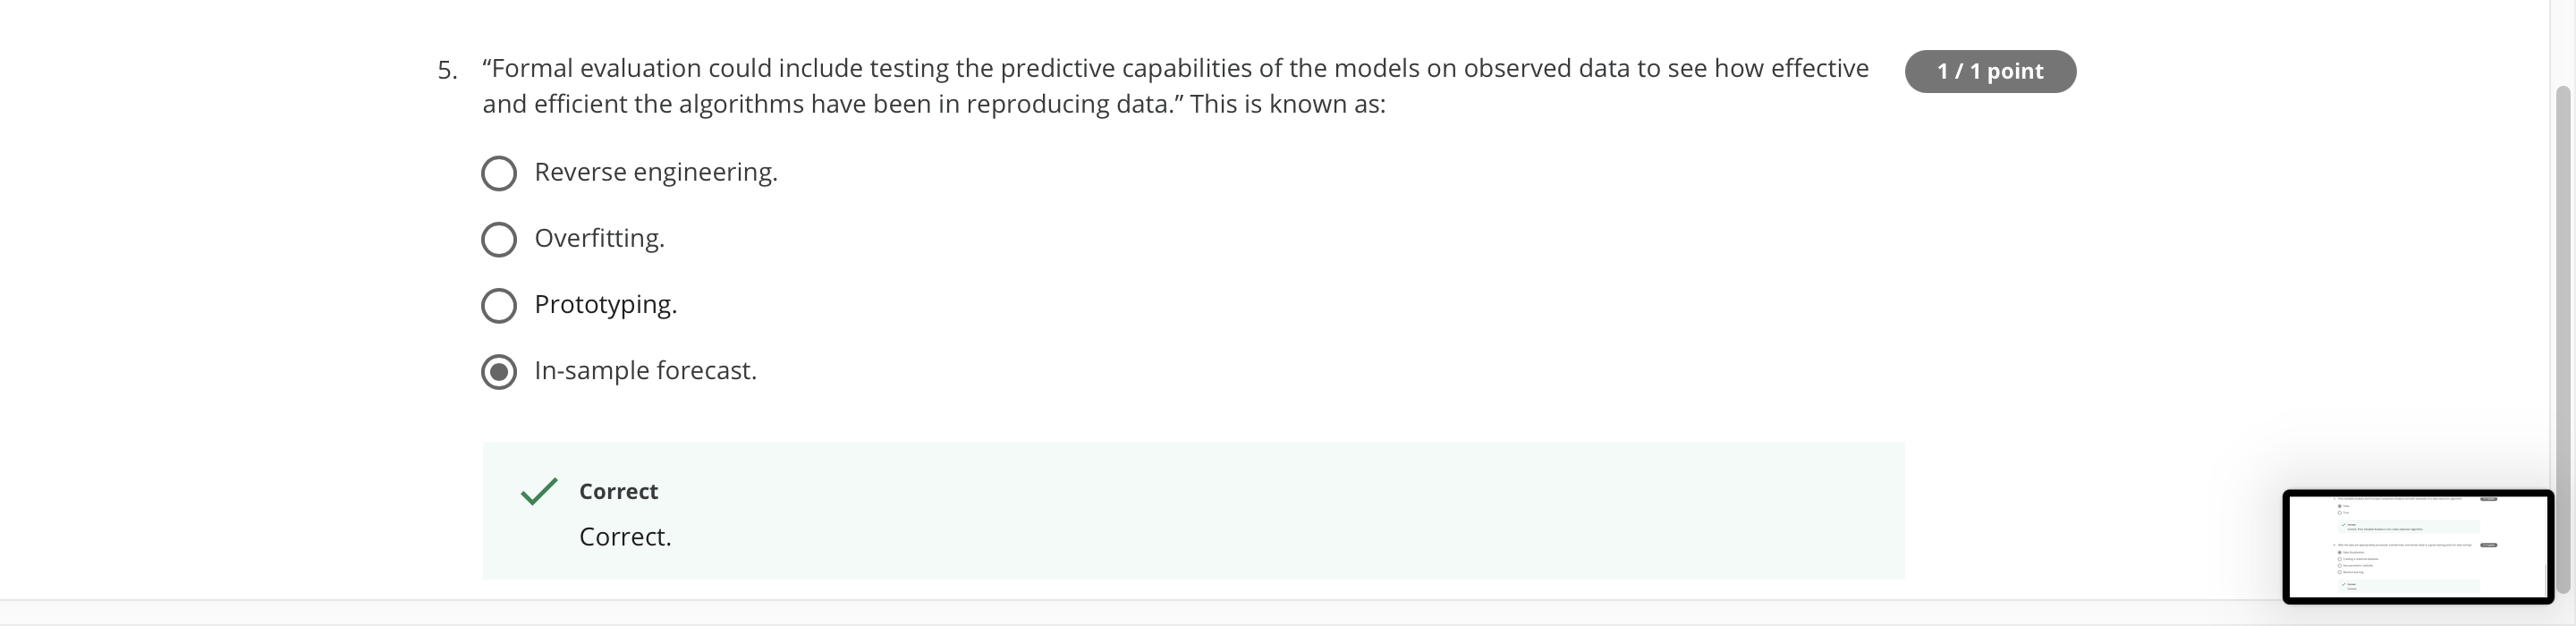 5. “Formal evaluation could include testing the predictive capabilities of the models on observed data to see how effective
and efficient the algorithms have been in reproducing data.” This is known as:
1 / 1 point
Reverse engineering.
Overfitting.
Prototyping.
In-sample forecast.
Correct
Correct.